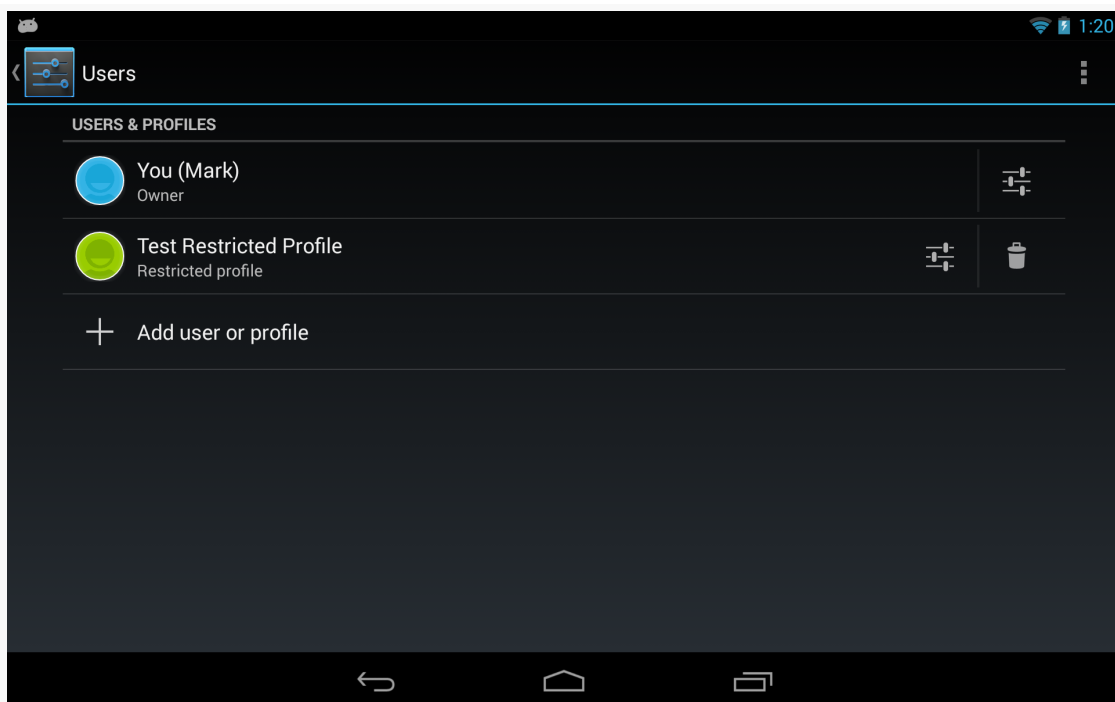 1:20
Users
USERS & PROFILES
You (Mark)
Owner
Test Restricted Profile
Restricted profile
Add user or profile